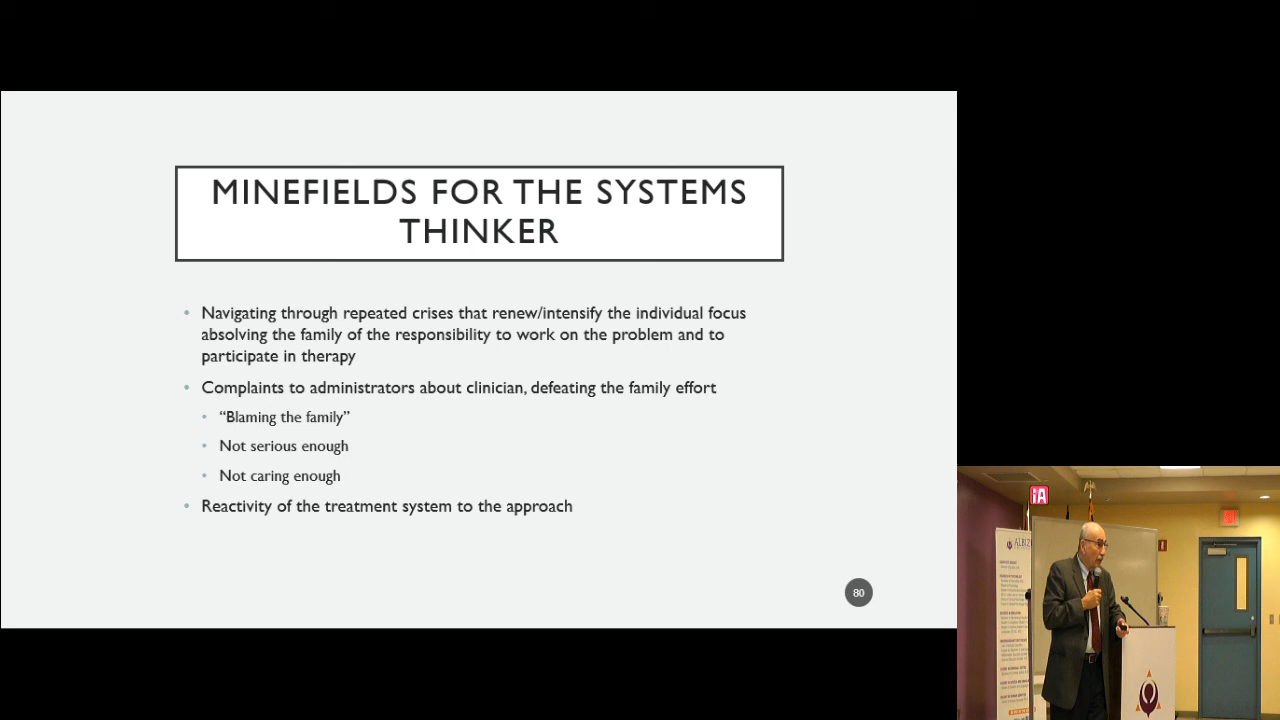 MINEFIELDS FOR THE SYSTEMS
THINKER
• Navigating through repeated crises that renew/intensify the individual focus
absolving the family of the responsibility to work on the problem and to
participate in therapy
• Complaints to administrators about clinician, defeating the family effort
• “Blaming the family”
• Not serious enough
• Not caring enough
• Reactivity of the treatment system to the approach
80
iA